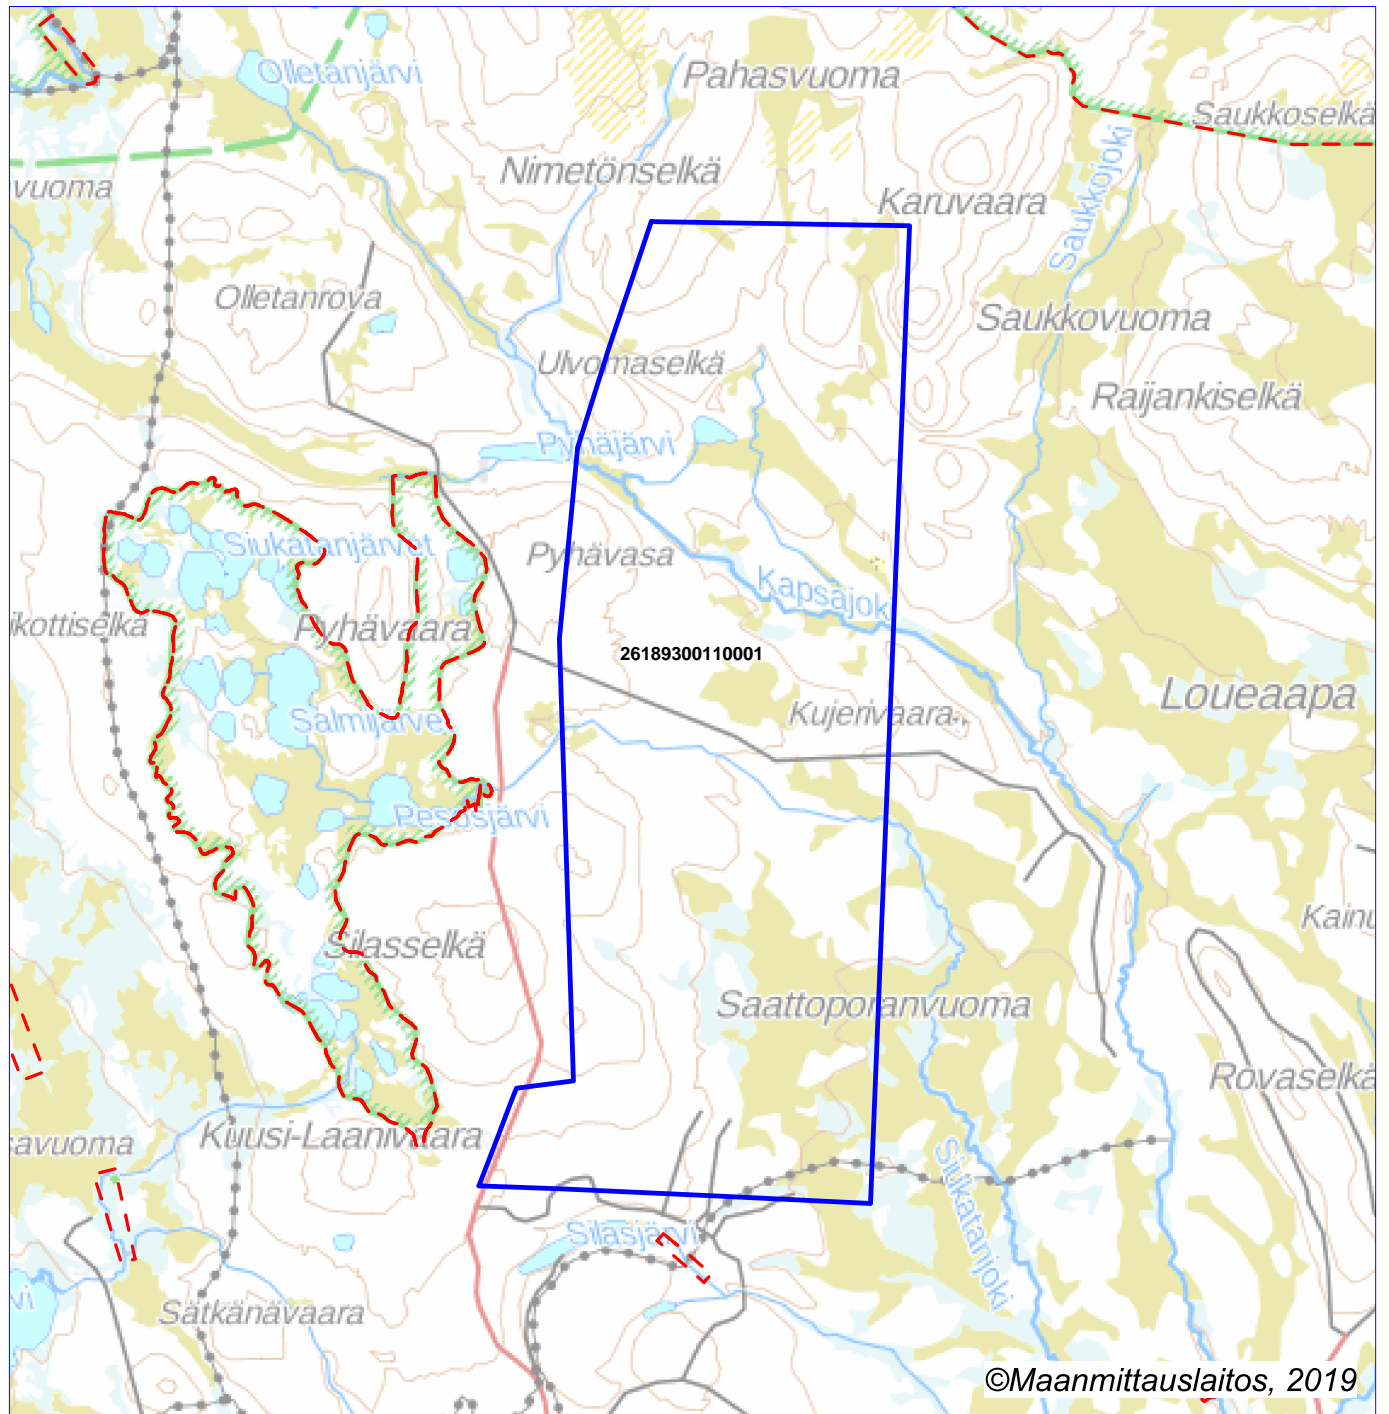 Olletanjärvi
Pahasvuoma
Saukkoselkä
Nimetönselkä
vuoma
Karuvaara
Saukkojoki
Olletanrova
Saukkovuoma
Ulvomaselkä
Raijankiselkä
Pyhäjärvi
Siukatanjärvet
Pyhävasa
Kapsajoki
ikottiselkä
Pyhävaara
26189300110001
Loueaapa
Salmijärvet
Kujerivaara
Pesosjärvi
Kainu
Silasselkä
Saattoporanvuoma
Rovaselkä
savuoma
Kuusi-Laanivaara
Siukatanjoki
Silasjärvi
vi
Sätkänävaara
©Maanmittauslaitos, 2019